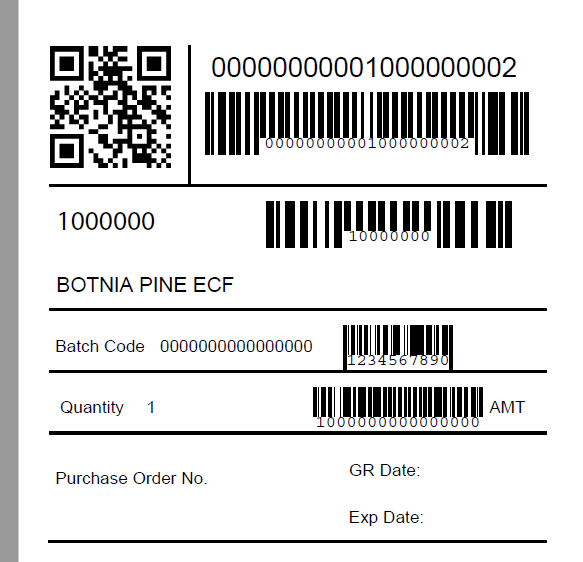 00000000001000000002
00000000001000000002
1000000
10000000
BOTNIA PINE ECF
Batch Code 0000000000000000
1234567890
Quantity 1
AMT
1000000000000000
Purchase Order No.
GR Date:
Exp Date: